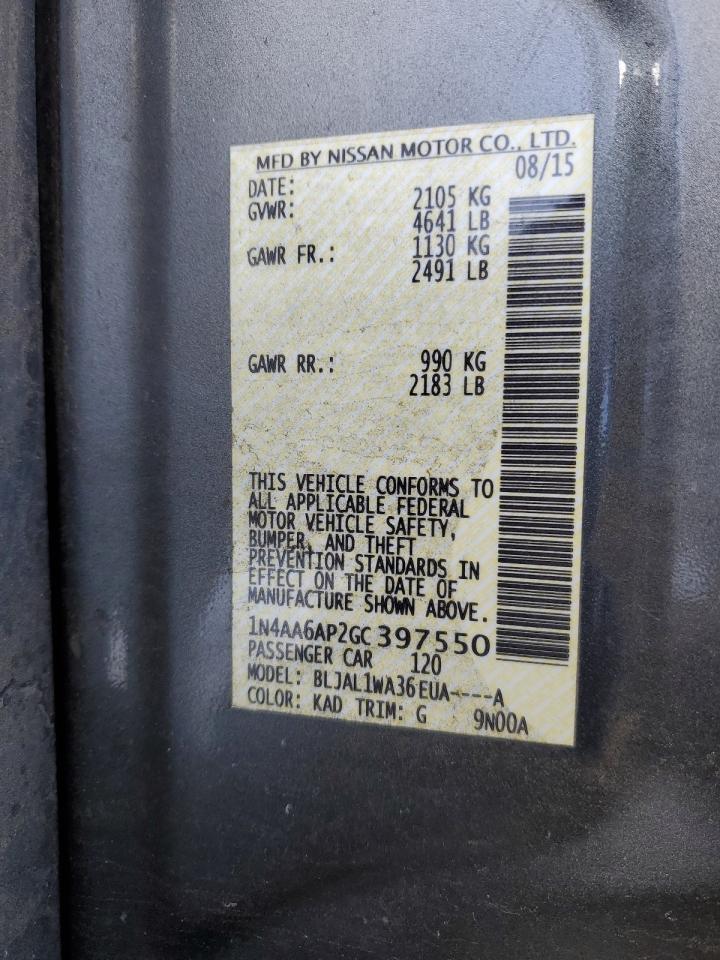 MFD BY NISSAN MOTOR CO., LTD.
DATE: 08/15
GVWR: 2105 KG
4641 LB
GAWR FR.: 1130 KG
2491 LB
GAWR RR.: 990 KG
2183 LB
THIS VEHICLE CONFORMS TO
ALL APPLICABLE FEDERAL
MOTOR VEHICLE SAFETY,
BUMPER, AND THEFT
PREVENTION STANDARDS IN
EFFECT ON THE DATE OF
MANUFACTURE SHOWN ABOVE.
1N4AA6AP2GC397550
PASSENGER CAR 120
MODEL: BLJAL1WA36EUA----A
COLOR: KAD TRIM: G 9N00A